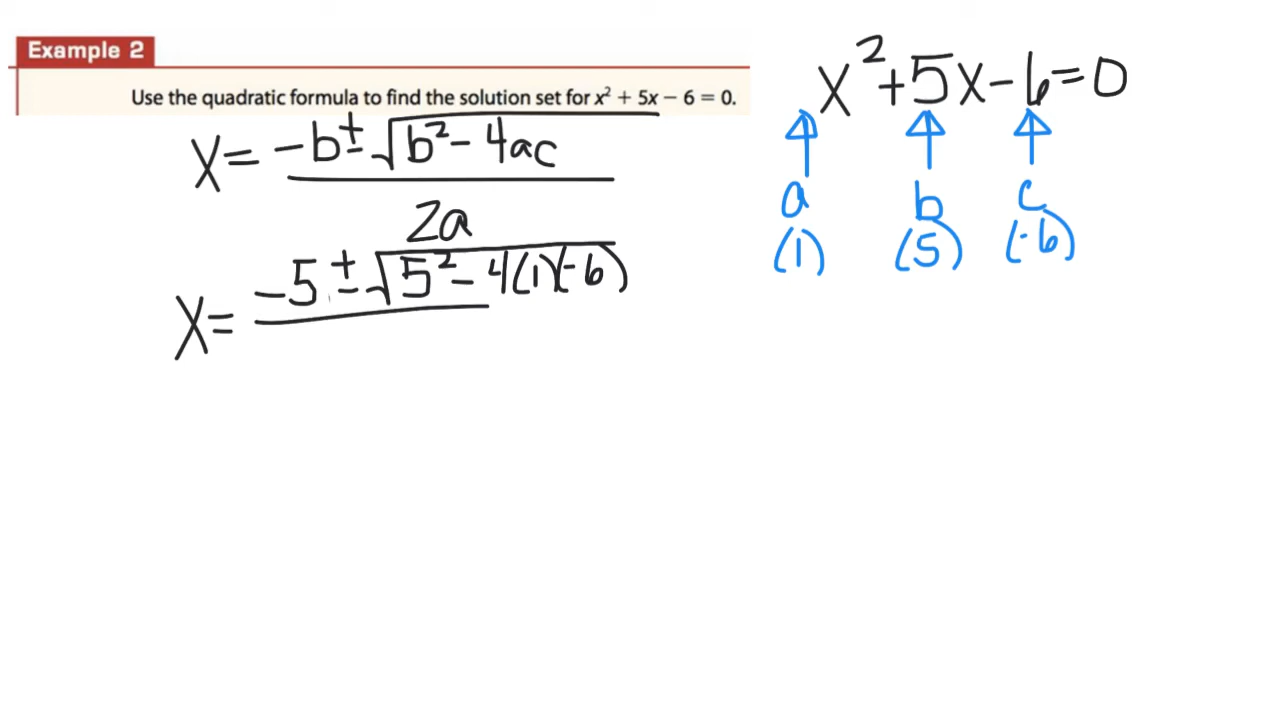 Example 2
Use the quadratic formula to find the solution set for x² + 5x − 6 = 0.
x² + 5x − 6 = 0
a b c
(1) (5) (-6)
X = −b ± √b² − 4ac
2a
X = −5 ± √5² − 4(1)(-6)